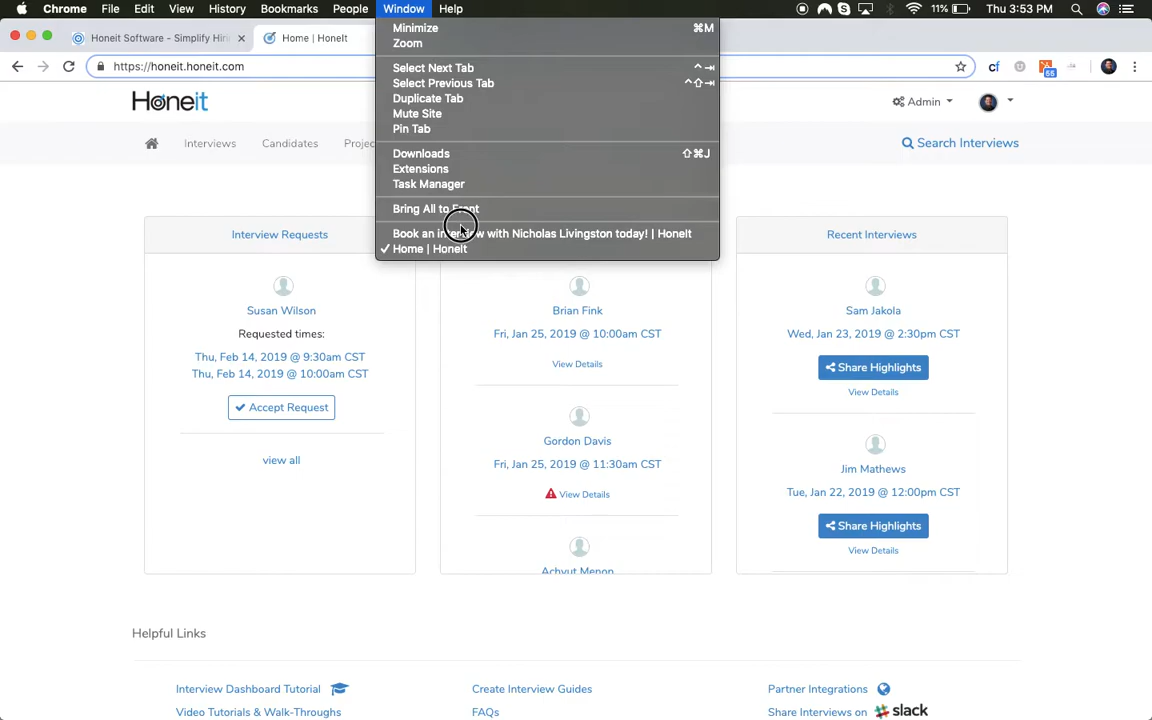 Chrome File Edit View History Bookmarks People Window Help 11% Thu 3:53 PM
Honeit Software - Simplify Hiri
Home | HoneIt
https://honeit.honeit.com
cf
55
Minimize ⌘M
Zoom
Select Next Tab ⌃⇥
Select Previous Tab ⌃⇧⇥
Duplicate Tab
Mute Site
Pin Tab
Downloads ⇧⌘J
Extensions
Task Manager
Bring All to Front
Book an interview with Nicholas Livingston today! | HoneIt
✓ Home | HoneIt
Honeit
Admin
Interviews Candidates Projec
Search Interviews
Interview Requests
Susan Wilson
Requested times:
Thu, Feb 14, 2019 @ 9:30am CST
Thu, Feb 14, 2019 @ 10:00am CST
✔ Accept Request
view all
Brian Fink
Fri, Jan 25, 2019 @ 10:00am CST
View Details
Gordon Davis
Fri, Jan 25, 2019 @ 11:30am CST
View Details
Achyut Menon
Recent Interviews
Sam Jakola
Wed, Jan 23, 2019 @ 2:30pm CST
Share Highlights
View Details
Jim Mathews
Tue, Jan 22, 2019 @ 12:00pm CST
Share Highlights
View Details
Helpful Links
Interview Dashboard Tutorial
Create Interview Guides
Partner Integrations
Video Tutorials & Walk-Throughs
FAQs
Share Interviews on slack